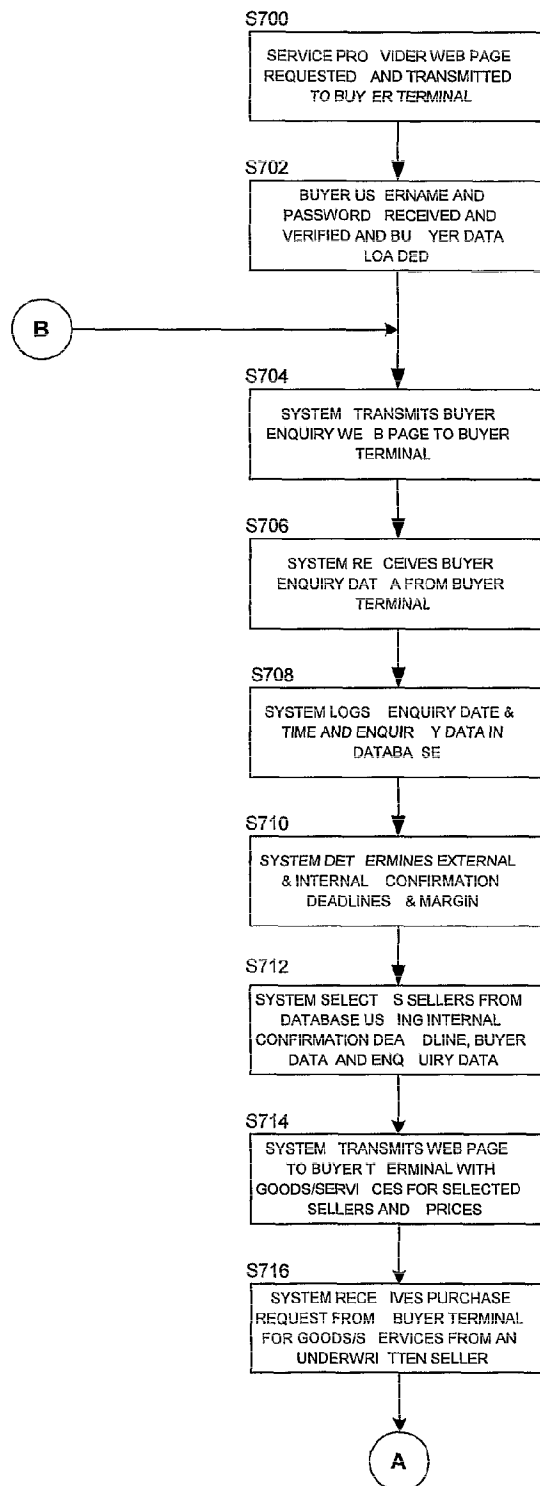 S700
SERVICE PRO VIDER WEB PAGE
REQUESTED AND TRANSMITTED
TO BUY ER TERMINAL
S702
BUYER US ERNAME AND
PASSWORD RECEIVED AND
VERIFIED AND BU YER DATA
LOA DED
B
S704
SYSTEM TRANSMITS BUYER
ENQUIRY WE B PAGE TO BUYER
TERMINAL
S706
SYSTEM RE CEIVES BUYER
ENQUIRY DAT A FROM BUYER
TERMINAL
S708
SYSTEM LOGS ENQUIRY DATE &
TIME AND ENQUIR Y DATA IN
DATABA SE
S710
SYSTEM DET ERMINES EXTERNAL
& INTERNAL CONFIRMATION
DEADLINES & MARGIN
S712
SYSTEM SELECT S SELLERS FROM
DATABASE US ING INTERNAL
CONFIRMATION DEA DLINE, BUYER
DATA AND ENQ UIRY DATA
S714
SYSTEM TRANSMITS WEB PAGE
TO BUYER T ERMINAL WITH
GOODS/SERVI CES FOR SELECTED
SELLERS AND PRICES
S716
SYSTEM RECE IVES PURCHASE
REQUEST FROM BUYER TERMINAL
FOR GOODS/S ERVICES FROM AN
UNDERWRI TTEN SELLER
A